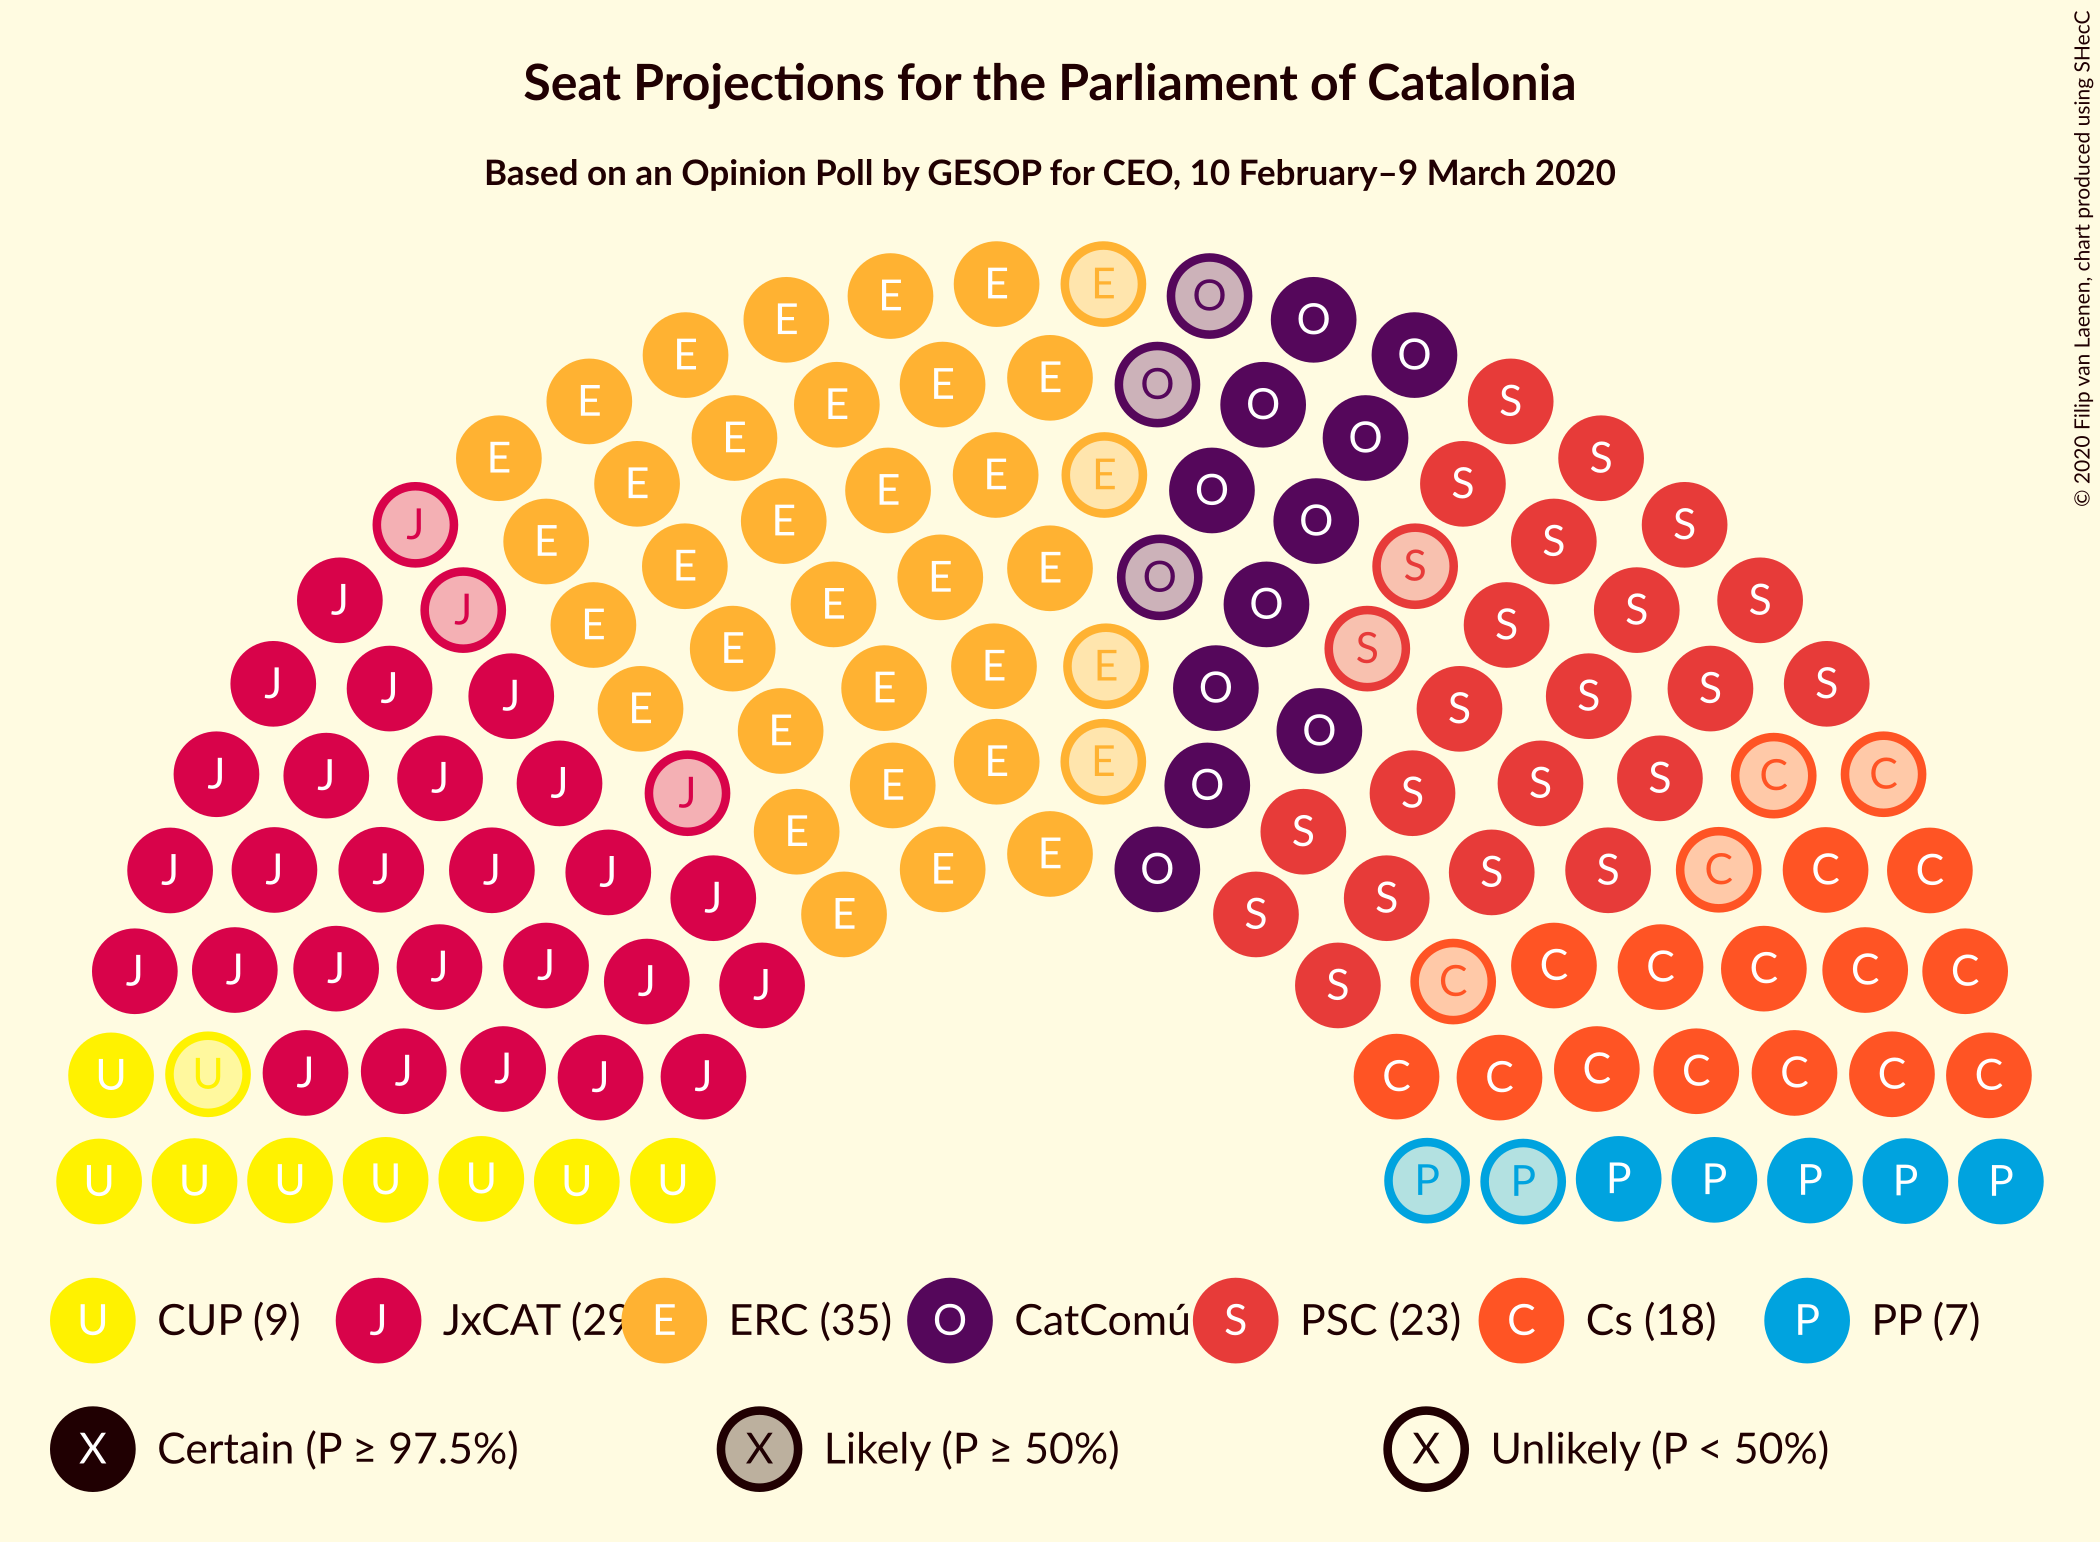 Seat Projections for the Parliament of Catalonia
Based on an Opinion Poll by GESOP for CEO, 10 February–9 March 2020
© 2020 Filip van Laenen, chart produced using SHecC
E E E O
E O
E O
E E E E O O S
E E O S
E E E E O S
J E E O S S
E E E O S
J J E E O S S S
E E E S
J J J E E O S S S S
E O
J J J J J E E E O S S S C C
E S
J J J J J J E E E O S S S S C C C
J J J J J J J S C C C C C C
U U J J J J J C C C C C C C
U U U U U U U P P P P P P P
U CUP (9) J JxCAT (29 E ERC (35) O CatComú S PSC (23) C Cs (18) P PP (7)
X Certain (P ≥ 97.5%) X Likely (P ≥ 50%) X Unlikely (P < 50%)